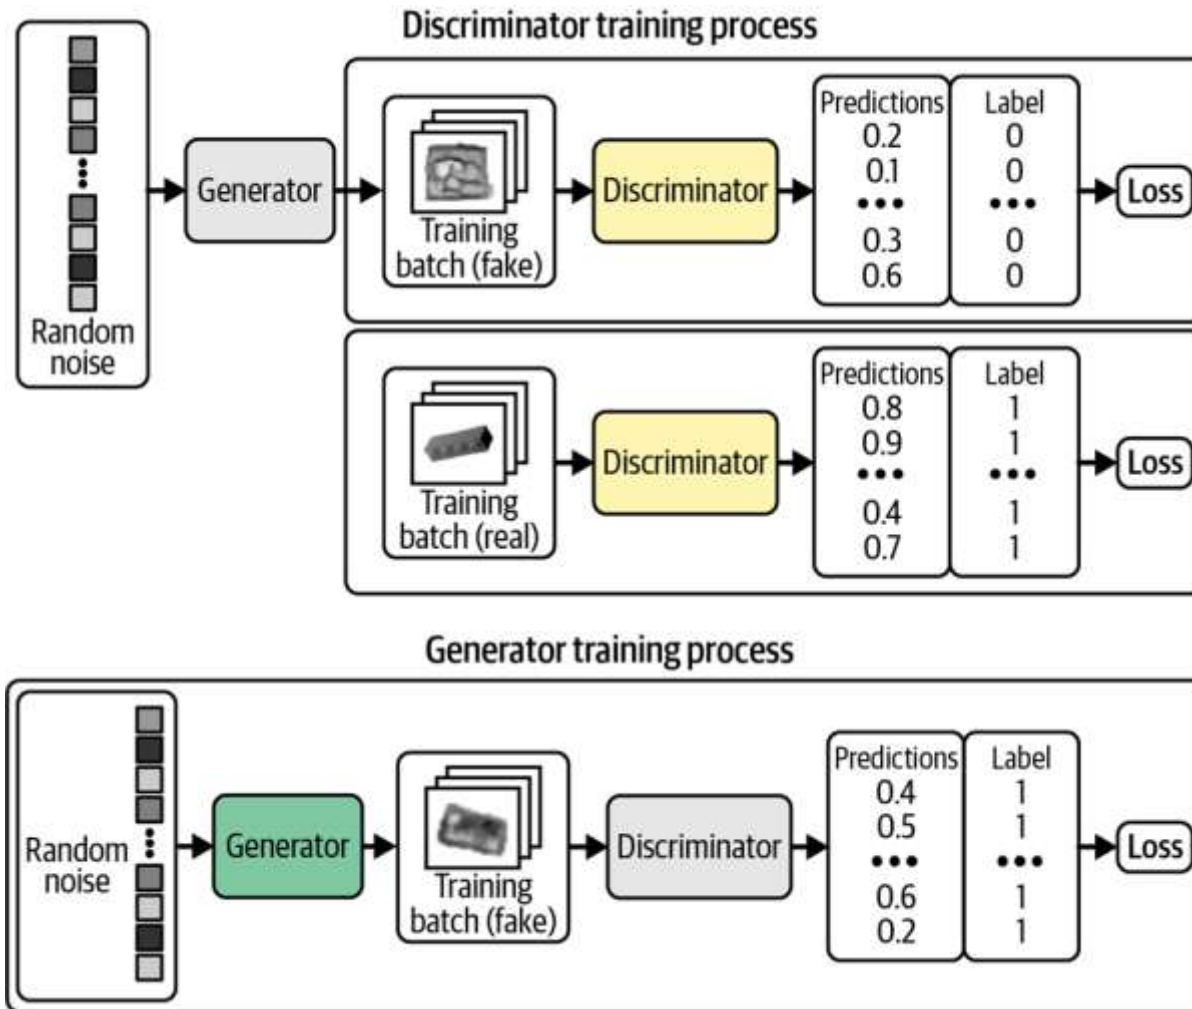 Discriminator training process
Random
noise
Generator
Training
batch (fake)
Discriminator
Predictions Label
0.2 0
0.1 0
••• •••
0.3 0
0.6 0
Loss
Training
batch (real)
Discriminator
Predictions Label
0.8 1
0.9 1
••• •••
0.4 1
0.7 1
Loss
Generator training process
Random
noise
Generator
Training
batch (fake)
Discriminator
Predictions Label
0.4 1
0.5 1
••• •••
0.6 1
0.2 1
Loss